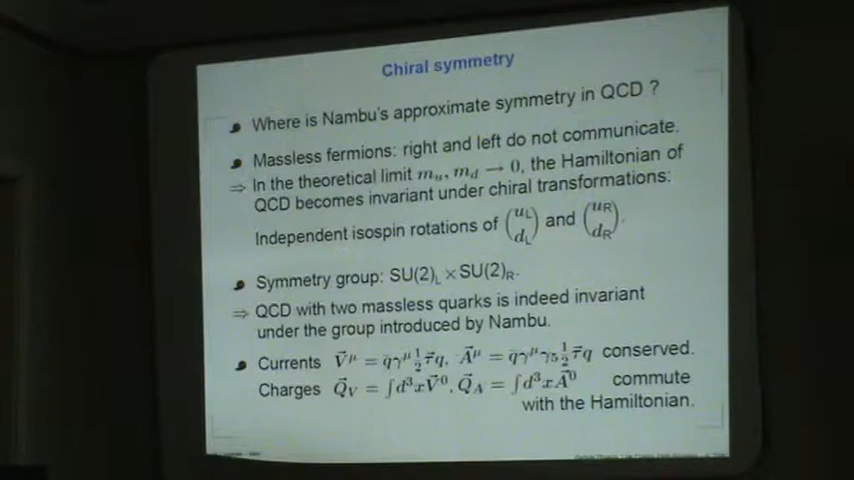 Chiral symmetry
Where is Nambu's approximate symmetry in QCD ?
Massless fermions: right and left do not communicate.
⇒ In the theoretical limit m_u, m_d → 0, the Hamiltonian of
QCD becomes invariant under chiral transformations:
Independent isospin rotations of (u_L d_L) and (u_R d_R).
Symmetry group: SU(2)_L × SU(2)_R.
⇒ QCD with two massless quarks is indeed invariant
under the group introduced by Nambu.
Currents V⃗^μ = q̄γ^μ ½ τ⃗q, A⃗^μ = q̄γ^μγ_5 ½ τ⃗q conserved.
Charges Q⃗_V = ∫d³x V⃗^0, Q⃗_A = ∫d³x A⃗^0 commute
with the Hamiltonian.